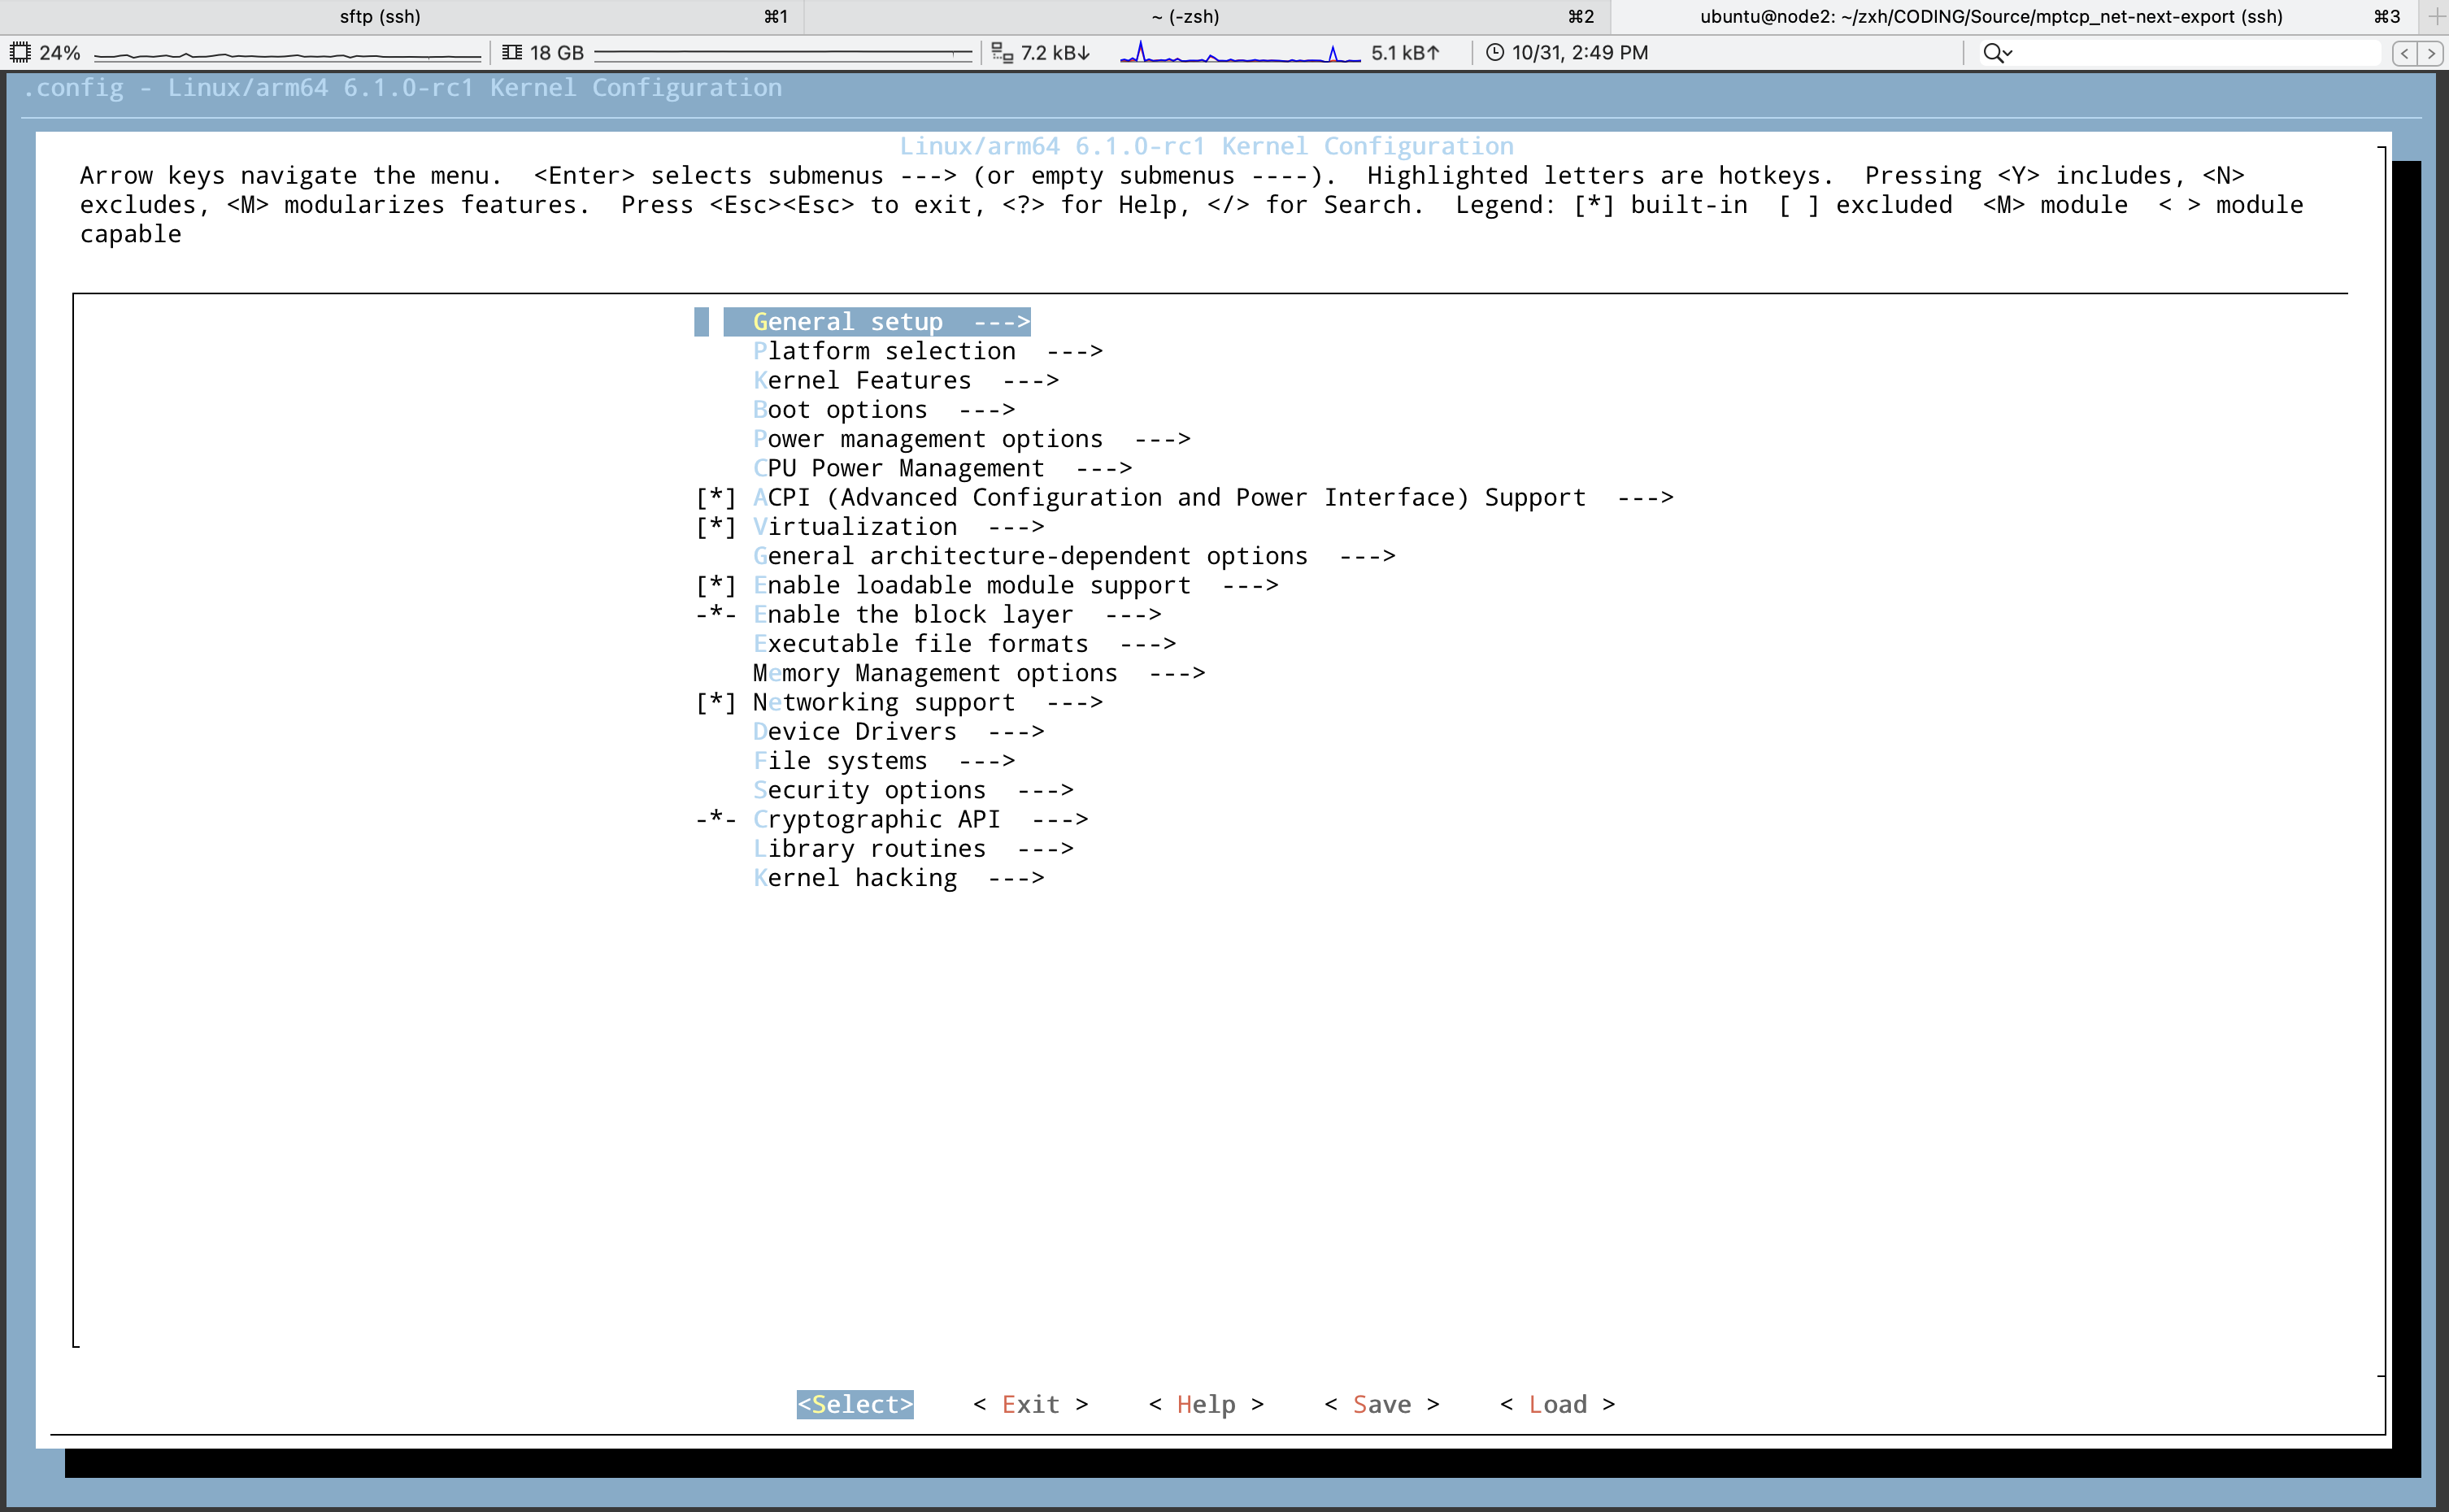 sftp (ssh) ⌘1 ~ (-zsh) ⌘2 ubuntu@node2: ~/zxh/CODING/Source/mptcp_net-next-export (ssh) ⌘3
24% 18 GB 7.2 kB↓ 5.1 kB↑ 10/31, 2:49 PM
.config - Linux/arm64 6.1.0-rc1 Kernel Configuration
Linux/arm64 6.1.0-rc1 Kernel Configuration
Arrow keys navigate the menu.  <Enter> selects submenus ---> (or empty submenus ----).  Highlighted letters are hotkeys.  Pressing <Y> includes, <N>
excludes, <M> modularizes features.  Press <Esc><Esc> to exit, <?> for Help, </> for Search.  Legend: [*] built-in  [ ] excluded  <M> module  < > module
capable
General setup  --->
Platform selection  --->
Kernel Features  --->
Boot options  --->
Power management options  --->
CPU Power Management  --->
[*] ACPI (Advanced Configuration and Power Interface) Support  --->
[*] Virtualization  --->
General architecture-dependent options  --->
[*] Enable loadable module support  --->
-*- Enable the block layer  --->
Executable file formats  --->
Memory Management options  --->
[*] Networking support  --->
Device Drivers  --->
File systems  --->
Security options  --->
-*- Cryptographic API  --->
Library routines  --->
Kernel hacking  --->
<Select>    < Exit >    < Help >    < Save >    < Load >